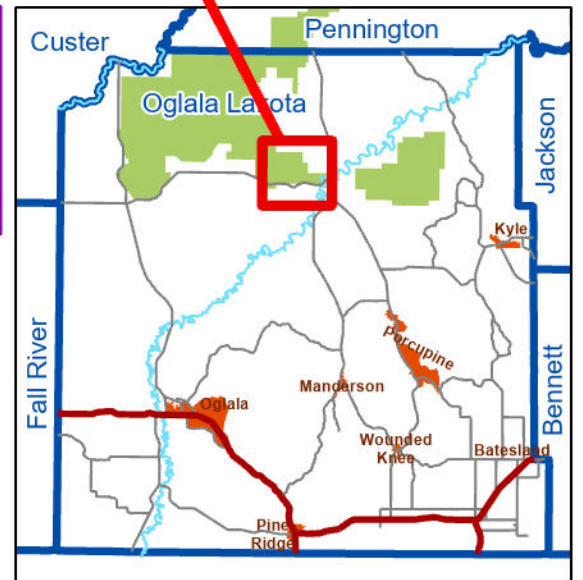 Custer
Pennington
Oglala Lakota
Jackson
Kyle
Fall River
Porcupine
Manderson
Oglala
Bennett
Wounded
Knee
Batesland
Pine
Ridge